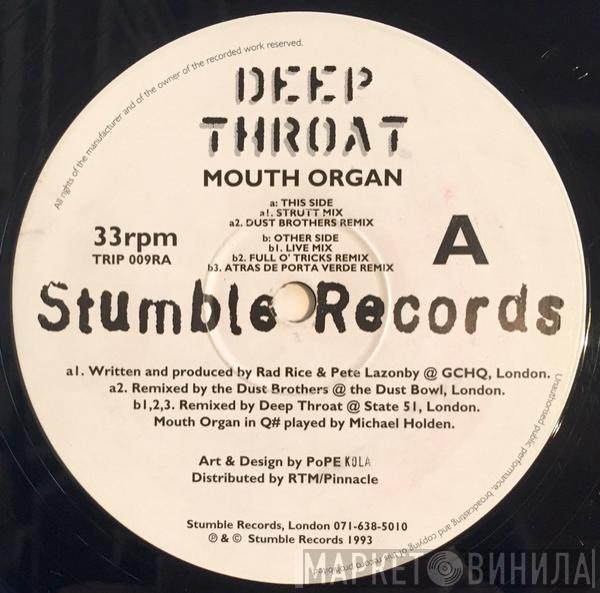 All rights of the manufacturer and of the owner of the recorded work reserved.
DEEP
THROAT
MOUTH ORGAN
a: THIS SIDE
a1. STRUTT MIX
a2. DUST BROTHERS REMIX
b: OTHER SIDE
b1. LIVE MIX
b2. FULL O' TRICKS REMIX
b3. ATRAS DE PORTA VERDE REMIX
33rpm
TRIP 009RA
A
Stumble Records
a1. Written and produced by Rad Rice & Pete Lazonby @ GCHQ, London.
a2. Remixed by the Dust Brothers @ the Dust Bowl, London.
b1,2,3. Remixed by Deep Throat @ State 51, London.
Mouth Organ in Q# played by Michael Holden.
Art & Design by PoPE KOLA
Distributed by RTM/Pinnacle
Stumble Records, London 071-638-5010
℗ & © Stumble Records 1993
Unauthorised public performance, broadcasting and copying of this record prohibited
МАРКЕТ ВИНИЛА